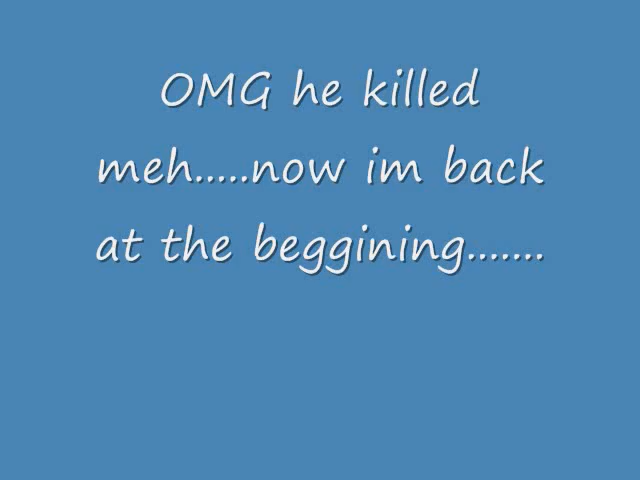 OMG he killed
meh.....now im back
at the beggining.......